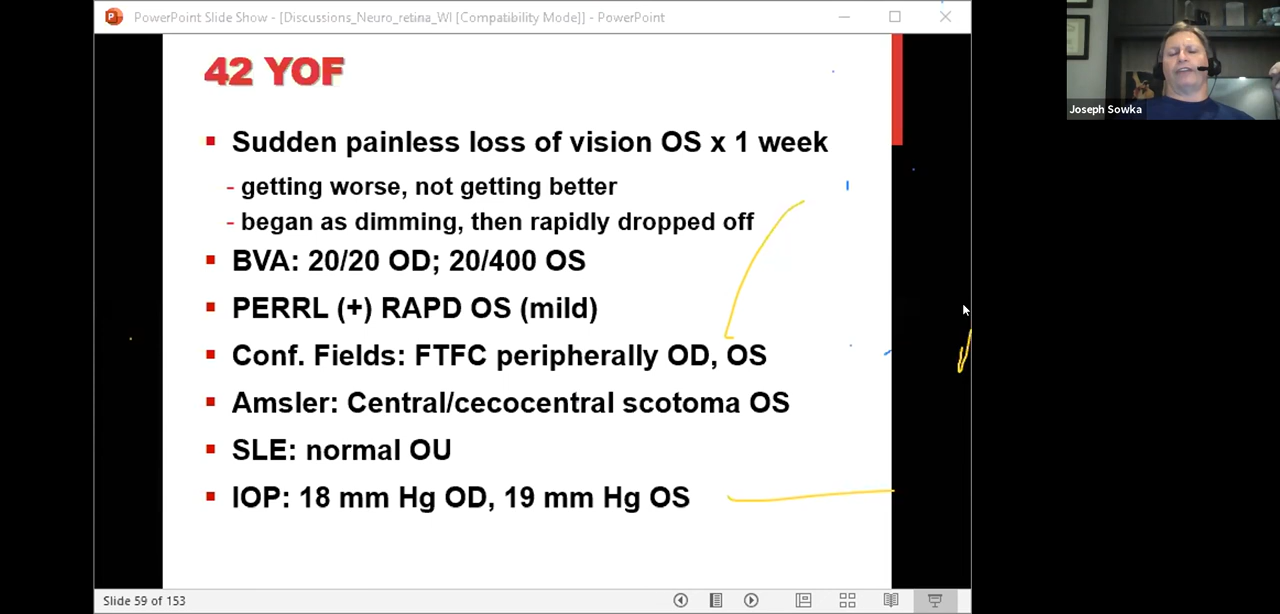 PowerPoint Slide Show - [Discussions_Neuro_retina_WI [Compatibility Mode]] - PowerPoint
42 YOF
Sudden painless loss of vision OS x 1 week
- getting worse, not getting better
- began as dimming, then rapidly dropped off
BVA: 20/20 OD; 20/400 OS
PERRL (+) RAPD OS (mild)
Conf. Fields: FTFC peripherally OD, OS
Amsler: Central/cecocentral scotoma OS
SLE: normal OU
IOP: 18 mm Hg OD, 19 mm Hg OS
Slide 59 of 153
Joseph Sowka